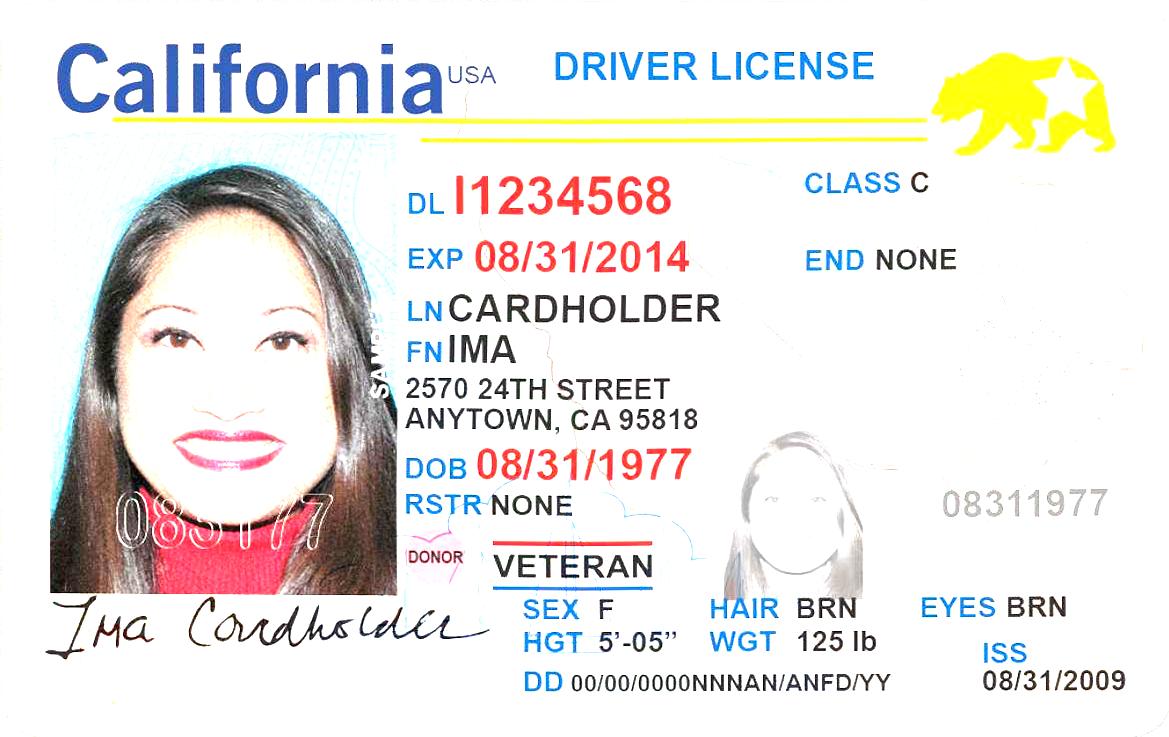 California USA DRIVER LICENSE
DL I1234568 CLASS C
EXP 08/31/2014 END NONE
LN CARDHOLDER
FN IMA
2570 24TH STREET
ANYTOWN, CA 95818
DOB 08/31/1977
RSTR NONE 08311977
083177
DONOR VETERAN
Ima Cardholder
SEX F HAIR BRN EYES BRN
HGT 5'-05" WGT 125 lb
ISS
DD 00/00/0000NNNAN/ANFD/YY 08/31/2009